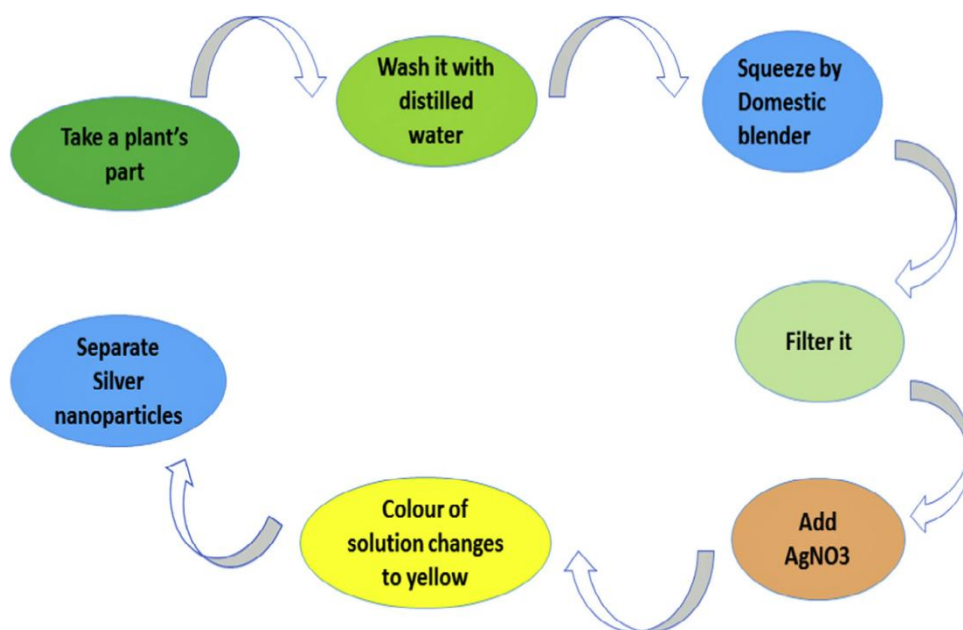 Take a plant's
part
Wash it with
distilled
water
Squeeze by
Domestic
blender
Filter it
Add
AgNO3
Colour of
solution changes
to yellow
Separate
Silver
nanoparticles